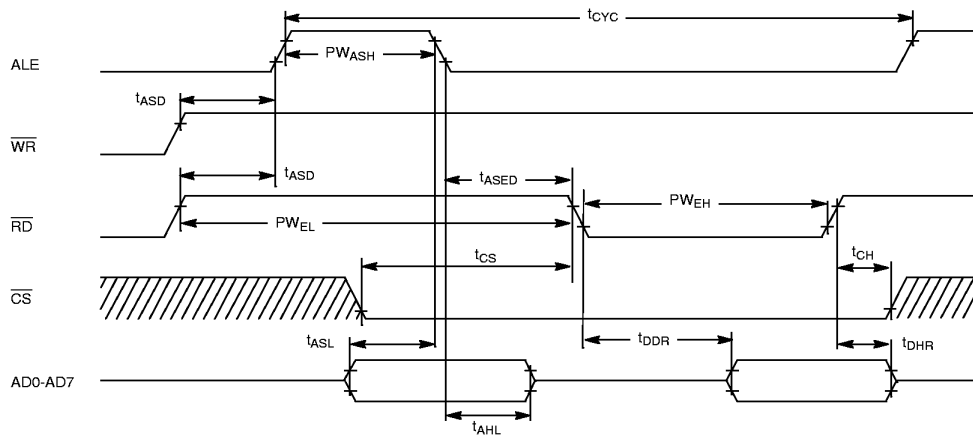 tCYC
ALE
PWASH
tASD
WR
tASD
tASED
RD
PWEL
PWEH
tCS
tCH
CS
tASL
tDDR
tDHR
AD0-AD7
tAHL